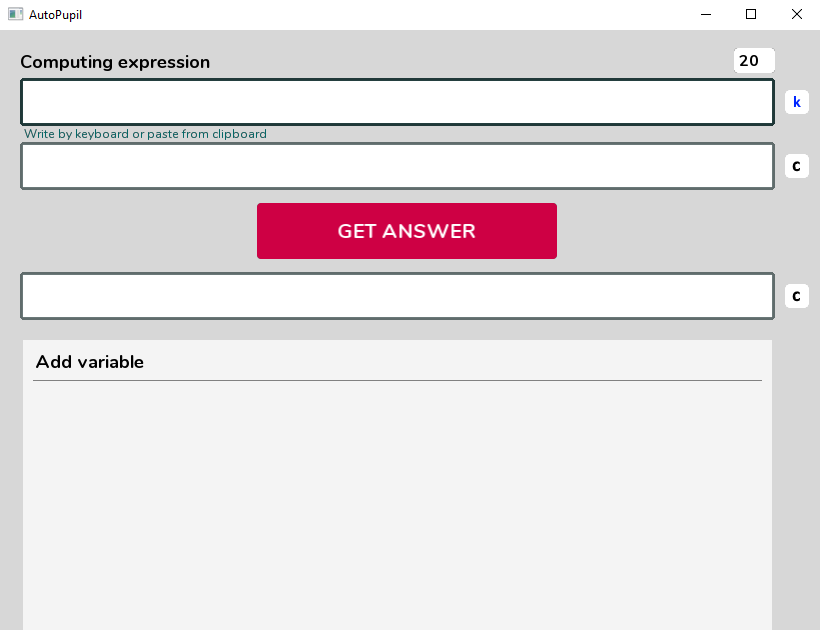 AutoPupil
Computing expression
20
k
Write by keyboard or paste from clipboard
c
GET ANSWER
c
Add variable